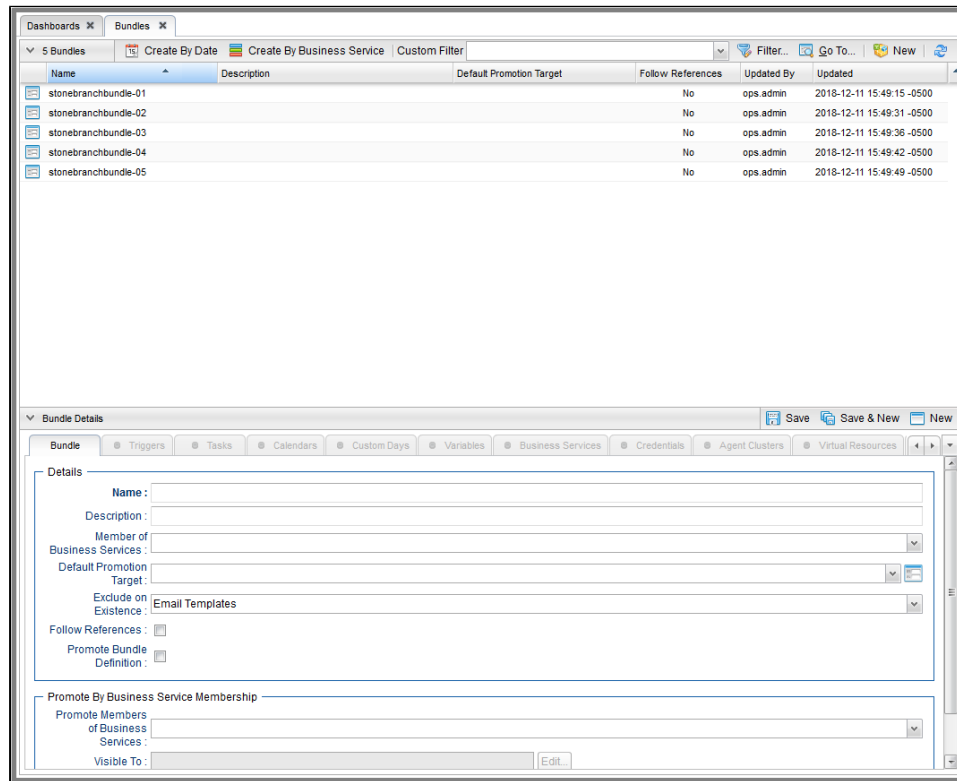 Dashboards Bundles
5 Bundles 15 Create By Date Create By Business Service Custom Filter Filter... Go To... New
Name Description Default Promotion Target Follow References Updated By Updated
stonebranchbundle-01 No ops.admin 2018-12-11 15:49:15 -0500
stonebranchbundle-02 No ops.admin 2018-12-11 15:49:31 -0500
stonebranchbundle-03 No ops.admin 2018-12-11 15:49:36 -0500
stonebranchbundle-04 No ops.admin 2018-12-11 15:49:42 -0500
stonebranchbundle-05 No ops.admin 2018-12-11 15:49:49 -0500
Bundle Details Save Save & New New
Bundle Triggers Tasks Calendars Custom Days Variables Business Services Credentials Agent Clusters Virtual Resources
Details
Name :
Description :
Member of
Business Services :
Default Promotion
Target :
Exclude on
Existence : Email Templates
Follow References :
Promote Bundle
Definition :
Promote By Business Service Membership
Promote Members
of Business
Services :
Visible To : Edit...